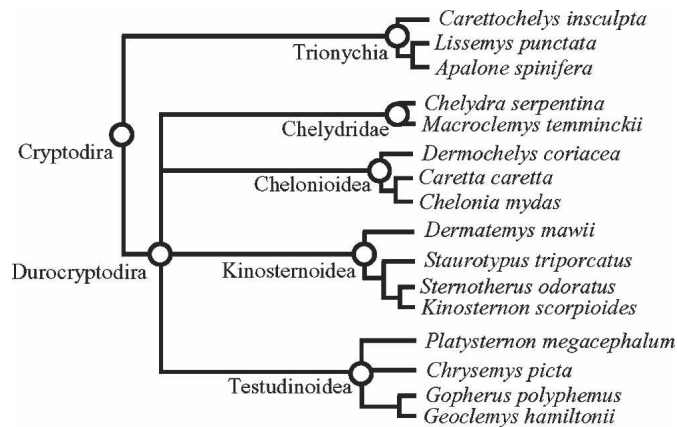 Carettochelys insculpta
Lissemys punctata
Trionychia
Apalone spinifera
Chelydra serpentina
Chelydridae
Macroclemys temminckii
Cryptodira
Dermochelys coriacea
Caretta caretta
Chelonioidea
Chelonia mydas
Dermatemys mawii
Durocryptodira
Kinosternoidea
Staurotypus triporcatus
Sternotherus odoratus
Kinosternon scorpioides
Platysternon megacephalum
Chrysemys picta
Testudinoidea
Gopherus polyphemus
Geoclemys hamiltonii